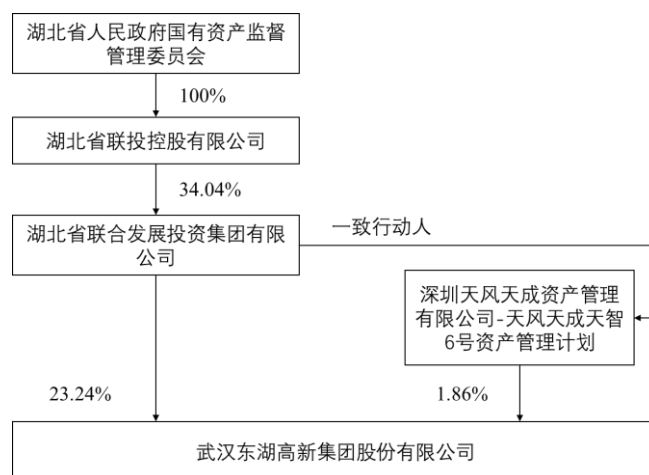 湖北省人民政府国有资产监督
管理委员会
100%
湖北省联投控股有限公司
34.04%
湖北省联合发展投资集团有限
公司
一致行动人
深圳天风天成资产管理
有限公司-天风天成天智
6号资产管理计划
23.24%
1.86%
武汉东湖高新集团股份有限公司